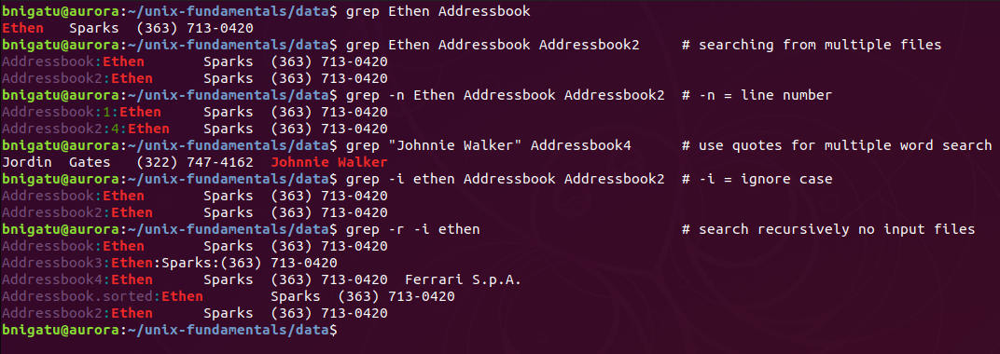 bnigatu@aurora:~/unix-fundamentals/data$ grep Ethen Addressbook
Ethen   Sparks  (363) 713-0420
bnigatu@aurora:~/unix-fundamentals/data$ grep Ethen Addressbook Addressbook2     # searching from multiple files
Addressbook:Ethen       Sparks  (363) 713-0420
Addressbook2:Ethen      Sparks  (363) 713-0420
bnigatu@aurora:~/unix-fundamentals/data$ grep -n Ethen Addressbook Addressbook2  # -n = line number
Addressbook:1:Ethen     Sparks  (363) 713-0420
Addressbook2:4:Ethen    Sparks  (363) 713-0420
bnigatu@aurora:~/unix-fundamentals/data$ grep "Johnnie Walker" Addressbook4      # use quotes for multiple word search
Jordin  Gates   (322) 747-4162  Johnnie Walker
bnigatu@aurora:~/unix-fundamentals/data$ grep -i ethen Addressbook Addressbook2  # -i = ignore case
Addressbook:Ethen       Sparks  (363) 713-0420
Addressbook2:Ethen      Sparks  (363) 713-0420
bnigatu@aurora:~/unix-fundamentals/data$ grep -r -i ethen                        # search recursively no input files
Addressbook:Ethen       Sparks  (363) 713-0420
Addressbook3:Ethen:Sparks:(363) 713-0420
Addressbook4:Ethen      Sparks  (363) 713-0420  Ferrari S.p.A.
Addressbook.sorted:Ethen        Sparks  (363) 713-0420
Addressbook2:Ethen      Sparks  (363) 713-0420
bnigatu@aurora:~/unix-fundamentals/data$